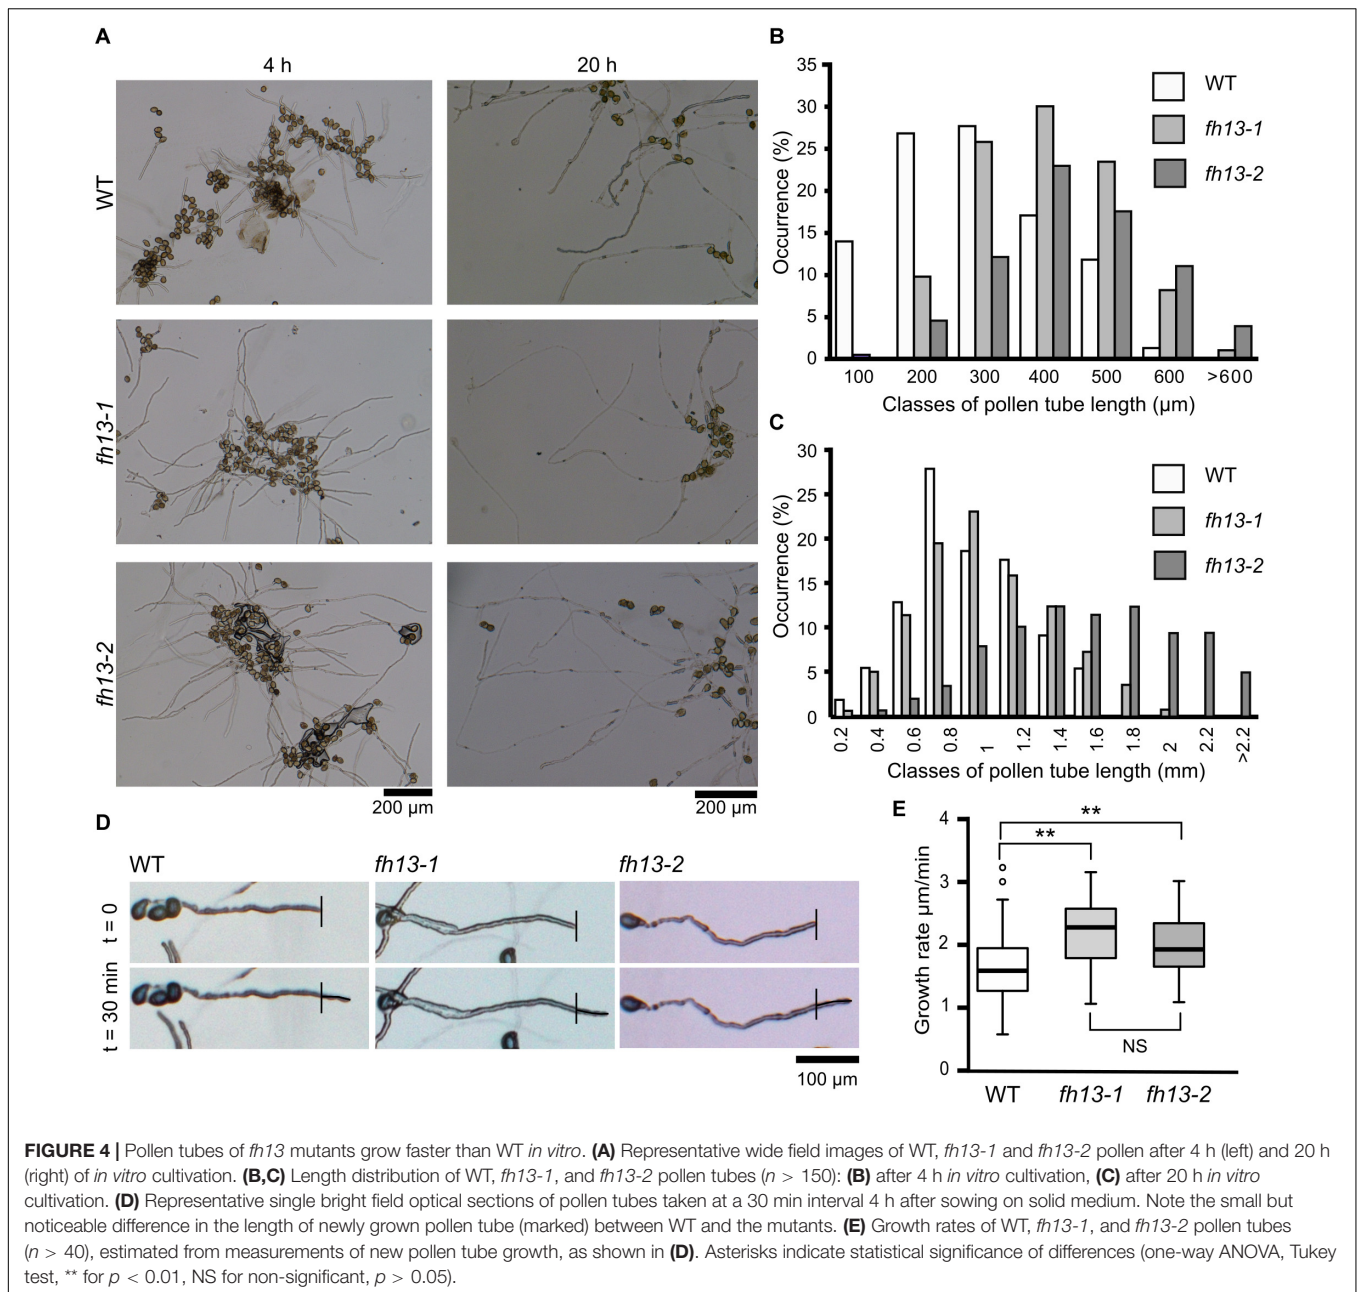 A
4 h
20 h
WT
fh13-1
fh13-2
200 µm
200 µm
B
35
30
25
20
15
10
5
0
Occurrence (%)
WT
fh13-1
fh13-2
100 200 300 400 500 600 >600
Classes of pollen tube length (µm)
C
30
25
20
15
10
5
0
Occurrence (%)
WT
fh13-1
fh13-2
0.2 0.4 0.6 0.8 1 1.2 1.4 1.6 1.8 2 2.2 >2.2
Classes of pollen tube length (mm)
D
WT
fh13-1
fh13-2
t = 0
t = 30 min
100 µm
E
4
3
2
1
0
Growth rate µm/min
**
**
NS
WT fh13-1 fh13-2
FIGURE 4 | Pollen tubes of fh13 mutants grow faster than WT in vitro. (A) Representative wide field images of WT, fh13-1 and fh13-2 pollen after 4 h (left) and 20 h
(right) of in vitro cultivation. (B,C) Length distribution of WT, fh13-1, and fh13-2 pollen tubes (n > 150): (B) after 4 h in vitro cultivation, (C) after 20 h in vitro
cultivation. (D) Representative single bright field optical sections of pollen tubes taken at a 30 min interval 4 h after sowing on solid medium. Note the small but
noticeable difference in the length of newly grown pollen tube (marked) between WT and the mutants. (E) Growth rates of WT, fh13-1, and fh13-2 pollen tubes
(n > 40), estimated from measurements of new pollen tube growth, as shown in (D). Asterisks indicate statistical significance of differences (one-way ANOVA, Tukey
test, ** for p < 0.01, NS for non-significant, p > 0.05).